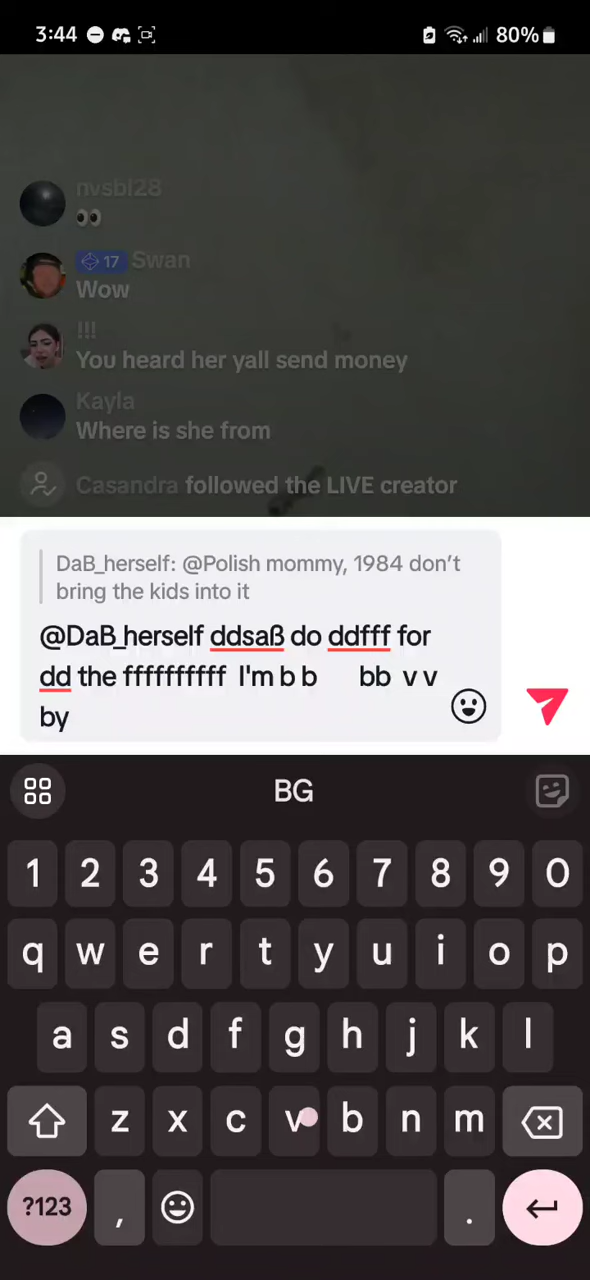 3:44
80%
nvsbl28
👀
17 Swan
Wow
!!!
You heard her yall send money
Kayla
Where is she from
Casandra followed the LIVE creator
DaB_herself: @Polish mommy, 1984 don’t
bring the kids into it
@DaB_herself ddsaß do ddfff for
dd the ffffffffff I'm b b bb v v
by
BG
1 2 3 4 5 6 7 8 9 0
q w e r t y u i o p
a s d f g h j k l
z x c v b n m
?123 , .